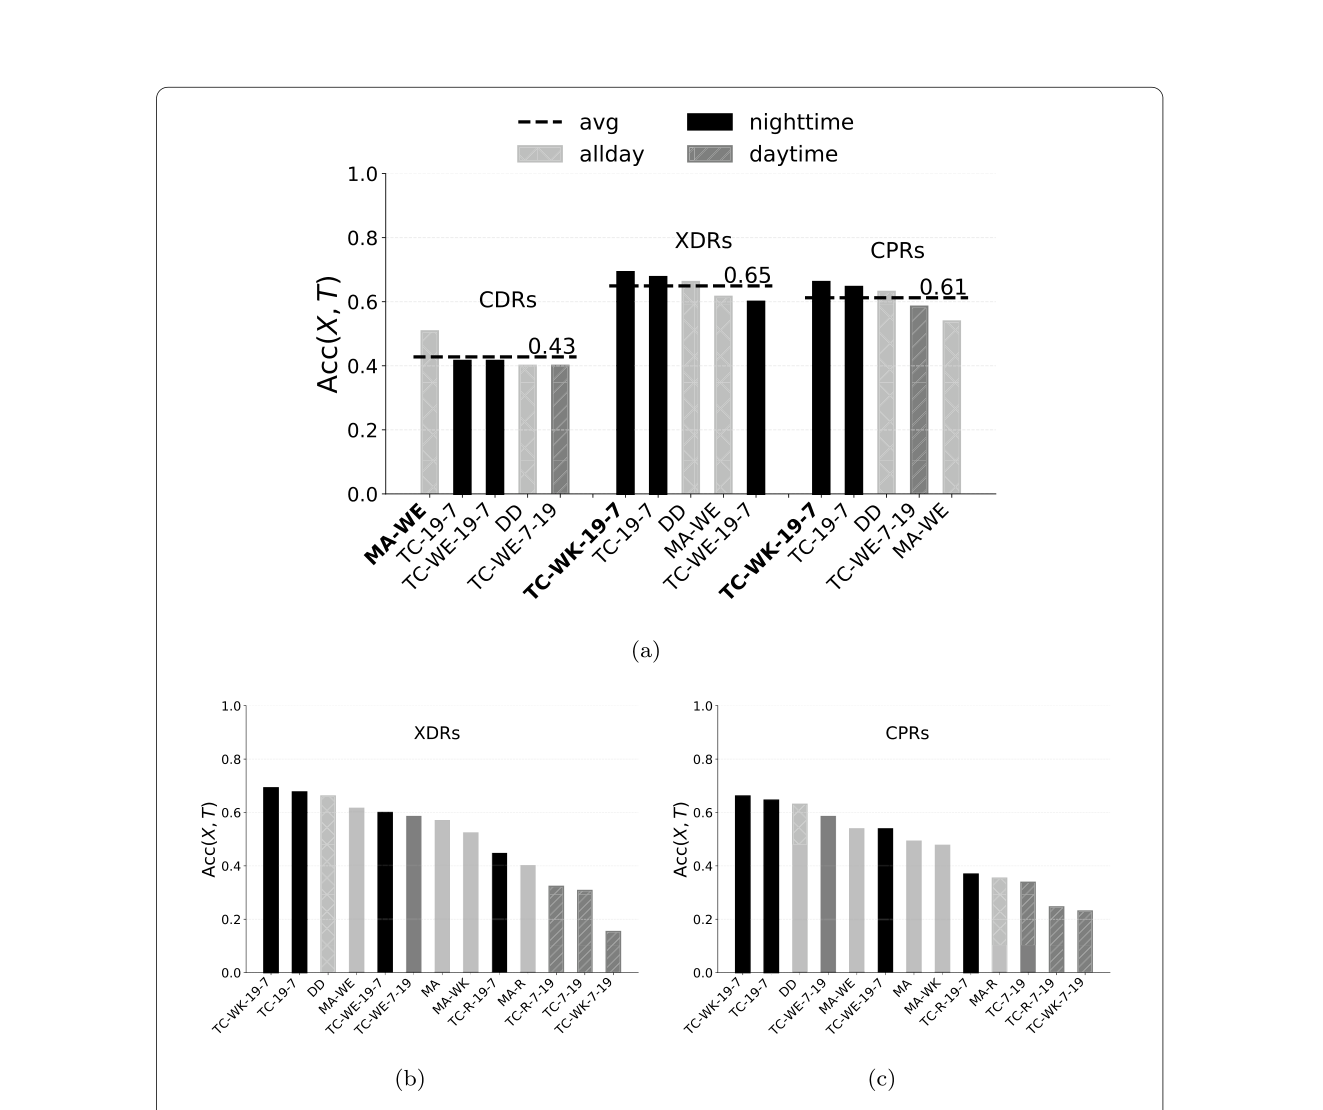 avg
nighttime
allday
daytime
Acc(X, T)
1.0
0.8
0.6
0.4
0.2
0.0
CDRs
XDRs
CPRs
0.43
0.65
0.61
MA-WE
TC-19-7
TC-WE-19-7
DD
TC-WE-7-19
TC-WK-19-7
TC-19-7
DD
MA-WE
TC-WE-19-7
TC-WK-19-7
TC-19-7
DD
TC-WE-7-19
MA-WE
(a)
XDRs
Acc(X, T)
1.0
0.8
0.6
0.4
0.2
0.0
TC-WK-19-7
TC-19-7
DD
MA-WE
TC-WE-19-7
TC-WE-7-19
MA
MA-WK
TC-R-19-7
MA-R
TC-R-7-19
TC-7-19
TC-WK-7-19
(b)
CPRs
Acc(X, T)
1.0
0.8
0.6
0.4
0.2
0.0
TC-WK-19-7
TC-19-7
DD
TC-WE-7-19
MA-WE
TC-WE-19-7
MA
MA-WK
TC-R-19-7
MA-R
TC-7-19
TC-R-7-19
TC-WK-7-19
(c)